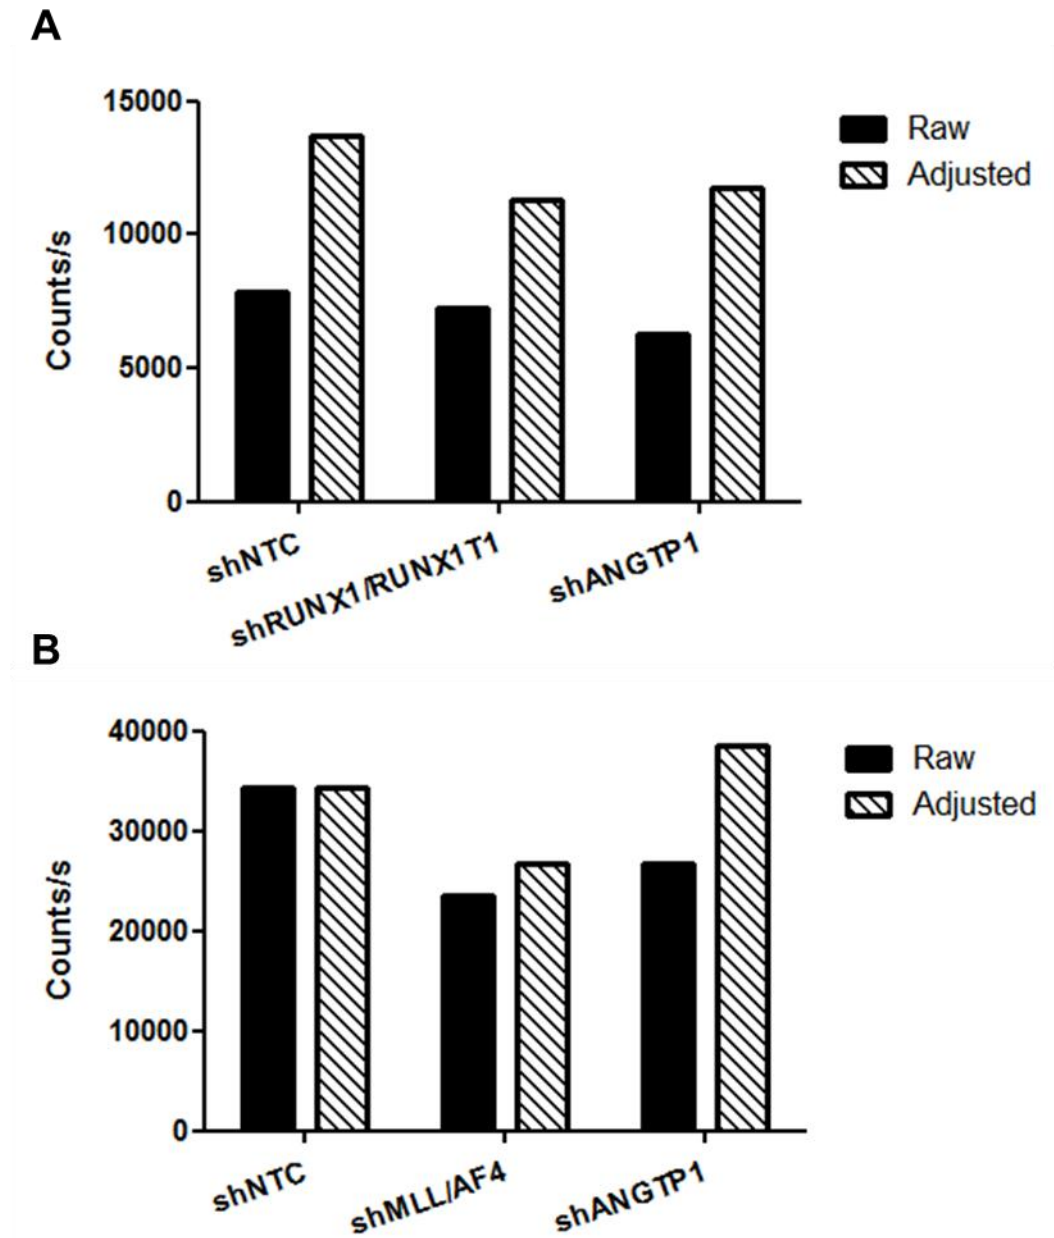 A
15000
10000
5000
0
Counts/s
Raw
Adjusted
shNTC
shRUNX1/RUNX1T1
shANGTP1
B
40000
30000
20000
10000
0
Counts/s
Raw
Adjusted
shNTC
shMLL/AF4
shANGTP1